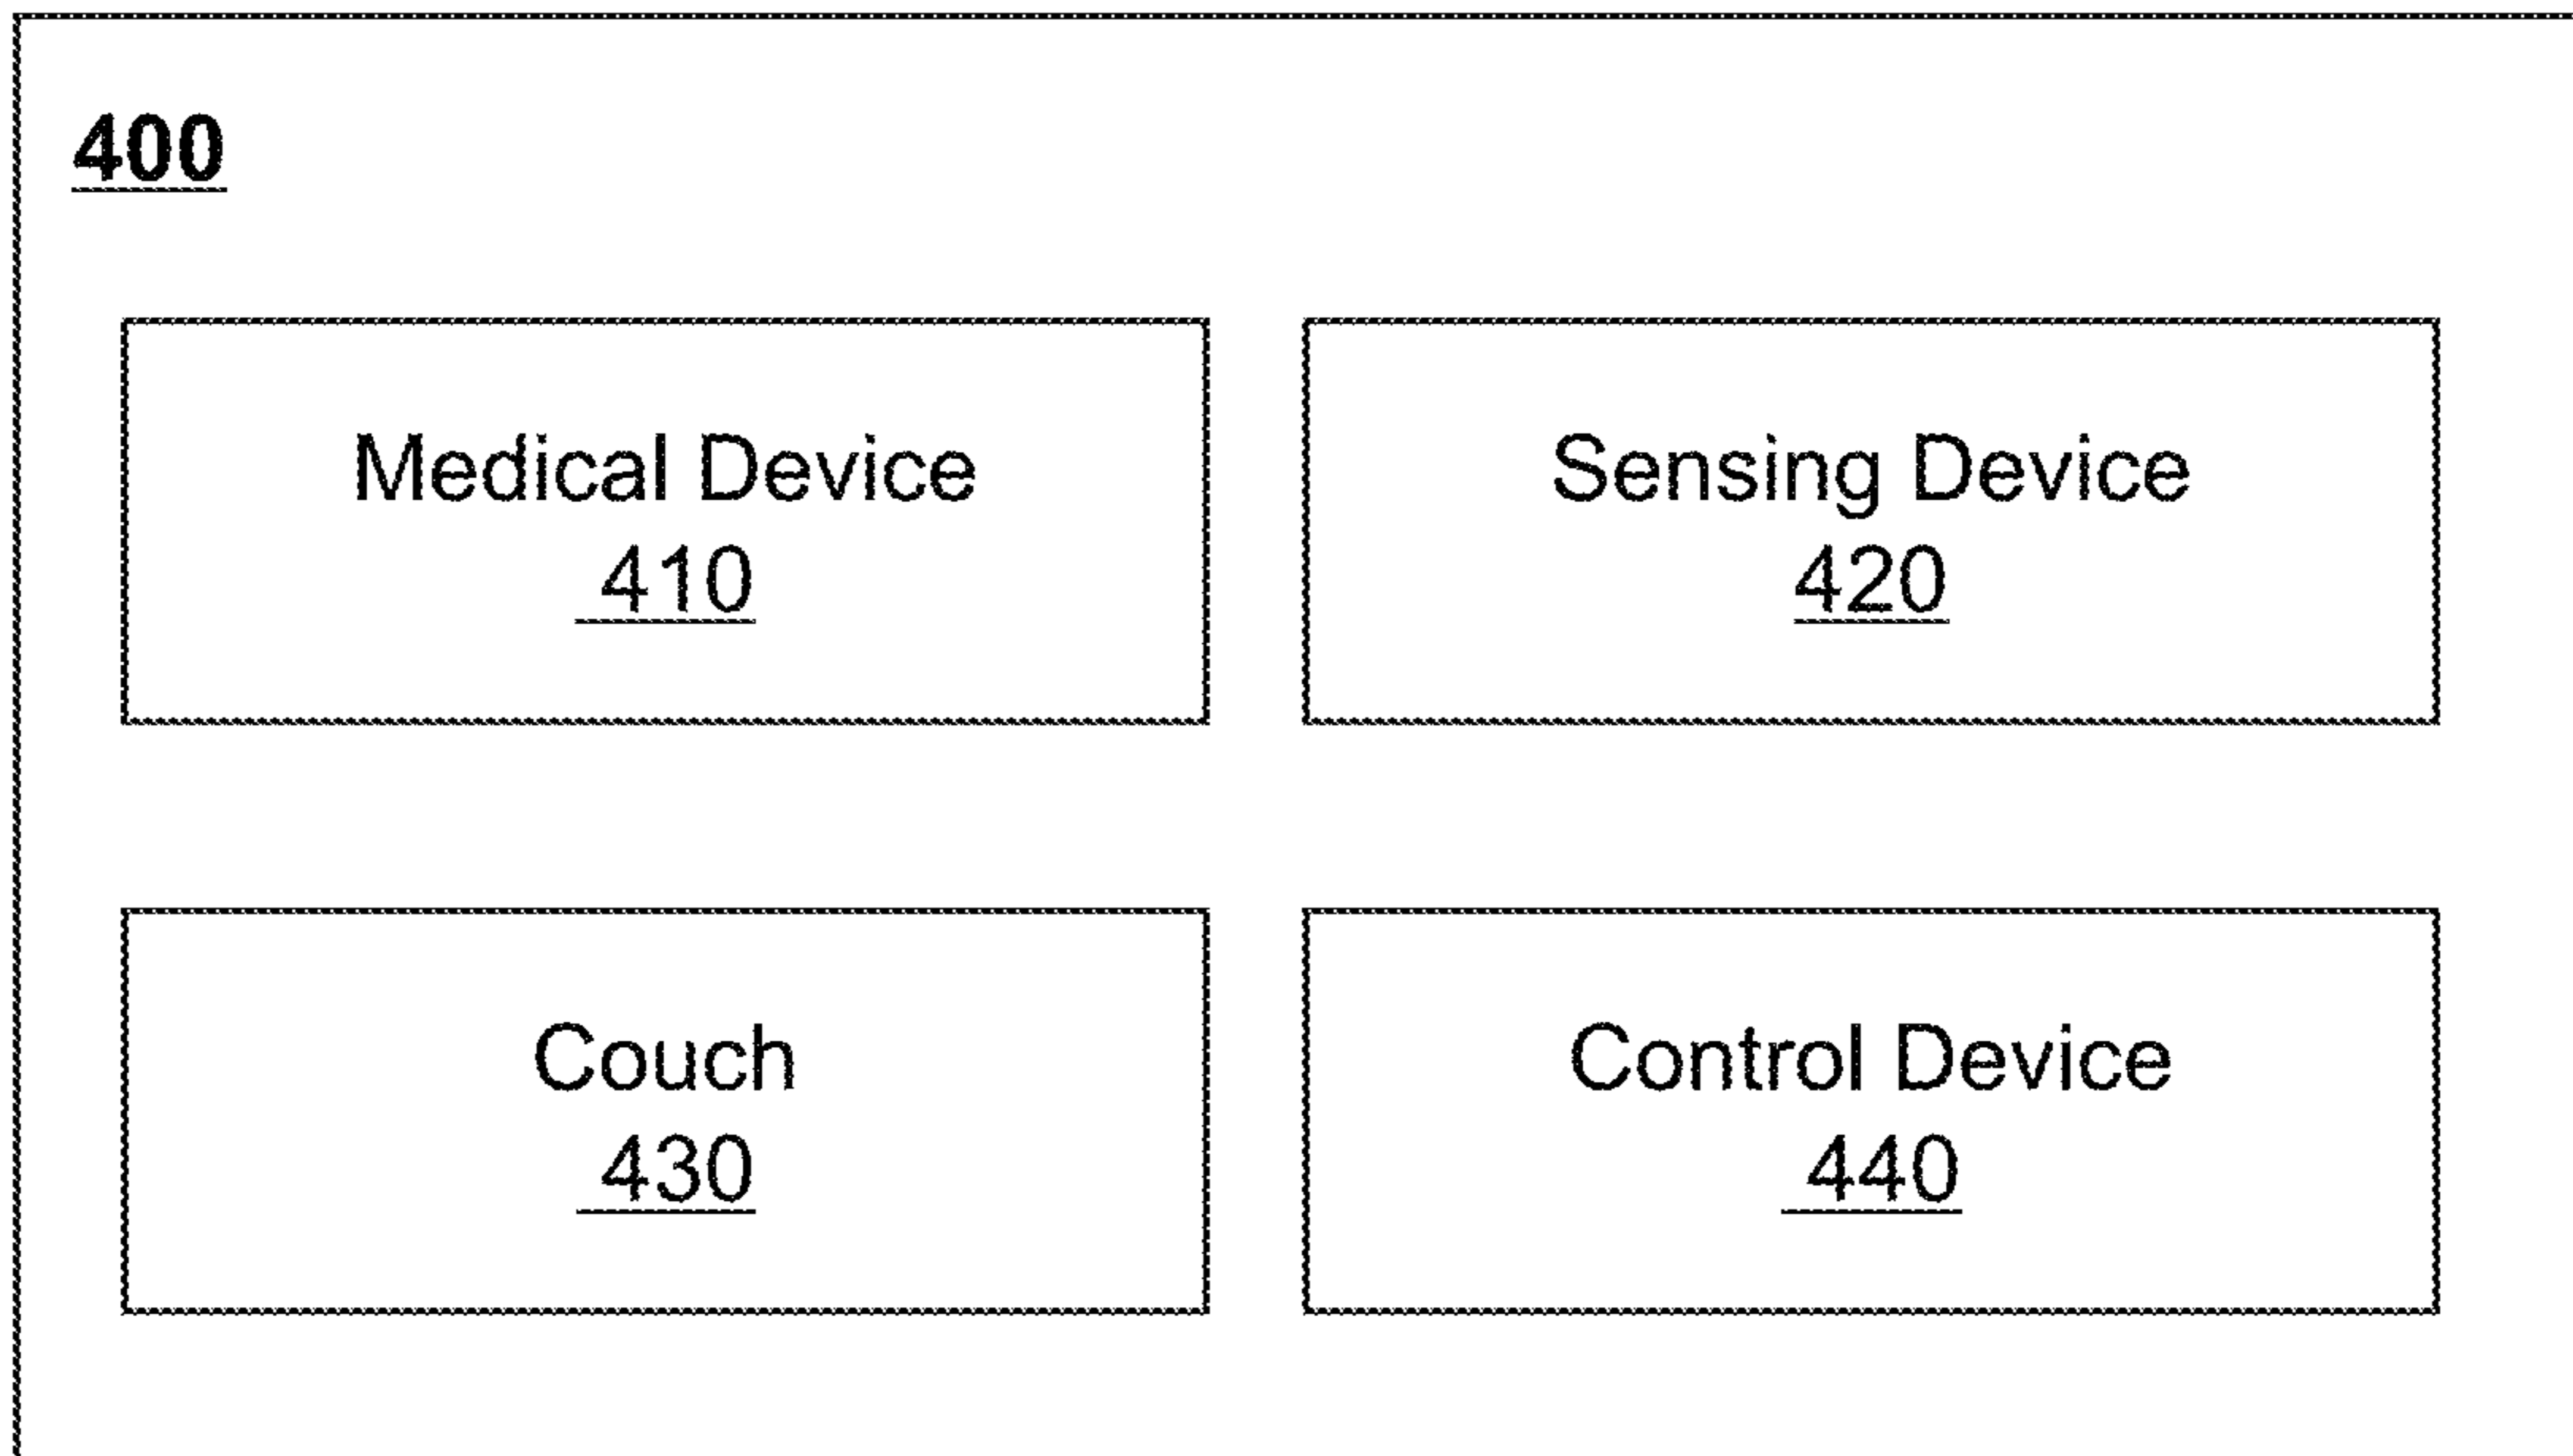 400
Medical Device
410
Sensing Device
420
Couch
430
Control Device
440